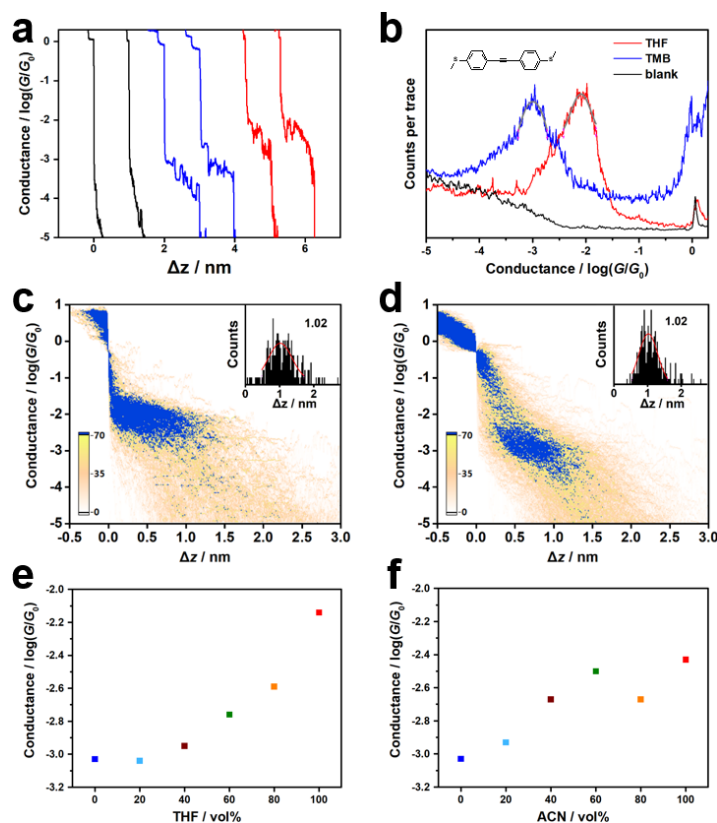 a
Conductance / log(G/G0)
0
-1
-2
-3
-4
-5
0 2 4 6
Δz / nm
b
Counts per trace
S
S
THF
TMB
blank
-5 -4 -3 -2 -1 0
Conductance / log(G/G0)
c
Conductance / log(G/G0)
1
0
-1
-2
-3
-4
-5
70
35
0
-0.5 0.0 0.5 1.0 1.5 2.0 2.5 3.0
Δz / nm
Counts
1.02
0 1 2
Δz / nm
d
Conductance / log(G/G0)
1
0
-1
-2
-3
-4
-5
70
35
0
-0.5 0.0 0.5 1.0 1.5 2.0 2.5 3.0
Δz / nm
Counts
1.02
0 1 2
Δz / nm
e
Conductance / log(G/G0)
-2.0
-2.2
-2.4
-2.6
-2.8
-3.0
-3.2
0 20 40 60 80 100
THF / vol%
f
Conductance / log(G/G0)
-2.0
-2.2
-2.4
-2.6
-2.8
-3.0
-3.2
0 20 40 60 80 100
ACN / vol%